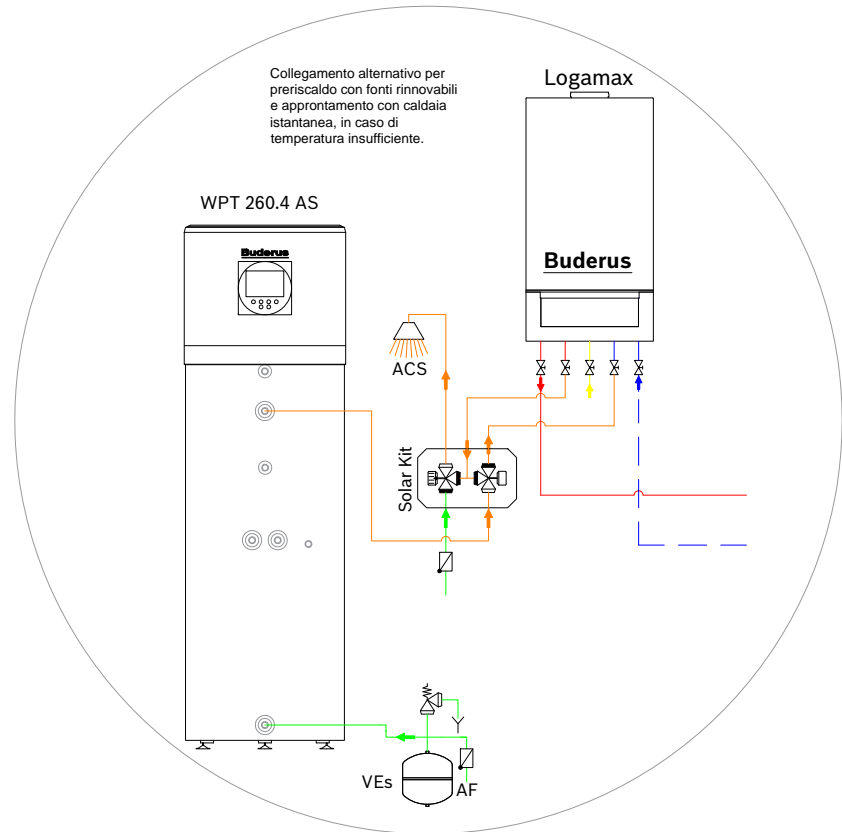 Collegamento alternativo per
preriscaldo con fonti rinnovabili
e approntamento con caldaia
istantanea, in caso di
temperatura insufficiente.
Logamax
WPT 260.4 AS
Buderus
Buderus
ACS
Solar Kit
VEs
AF